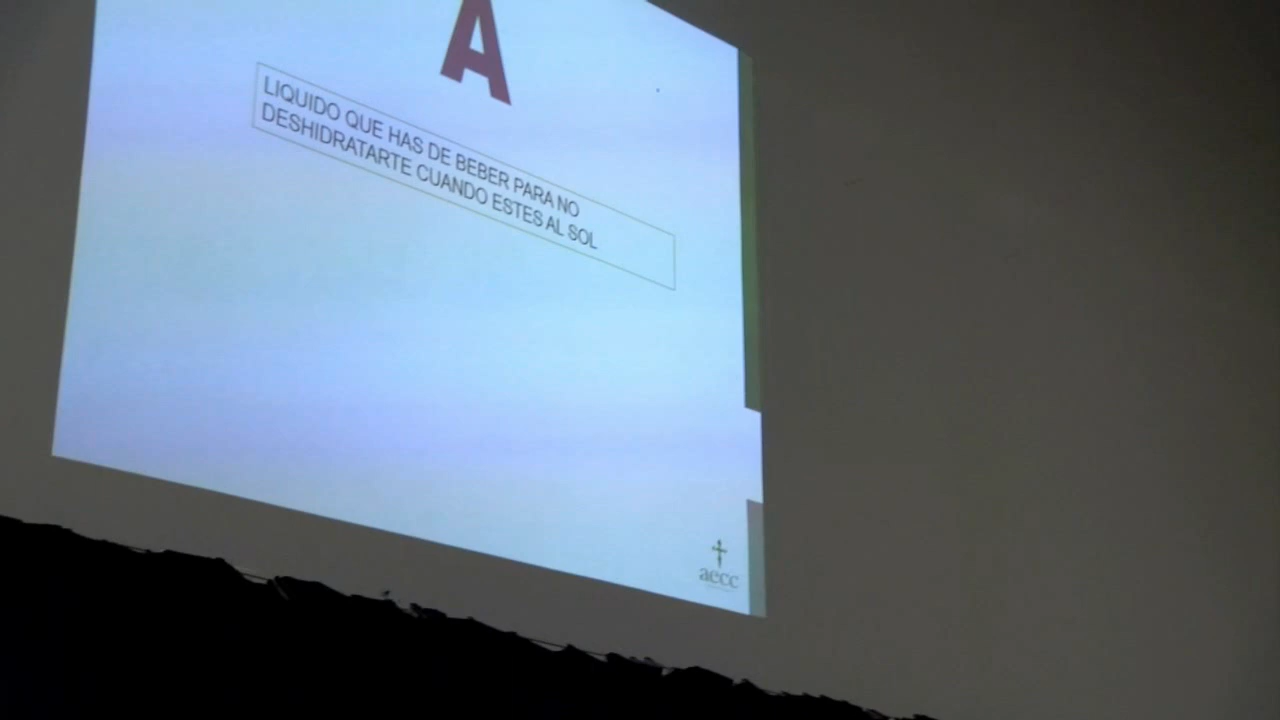 A
LIQUIDO QUE HAS DE BEBER PARA NO
DESHIDRATARTE CUANDO ESTES AL SOL
aecc